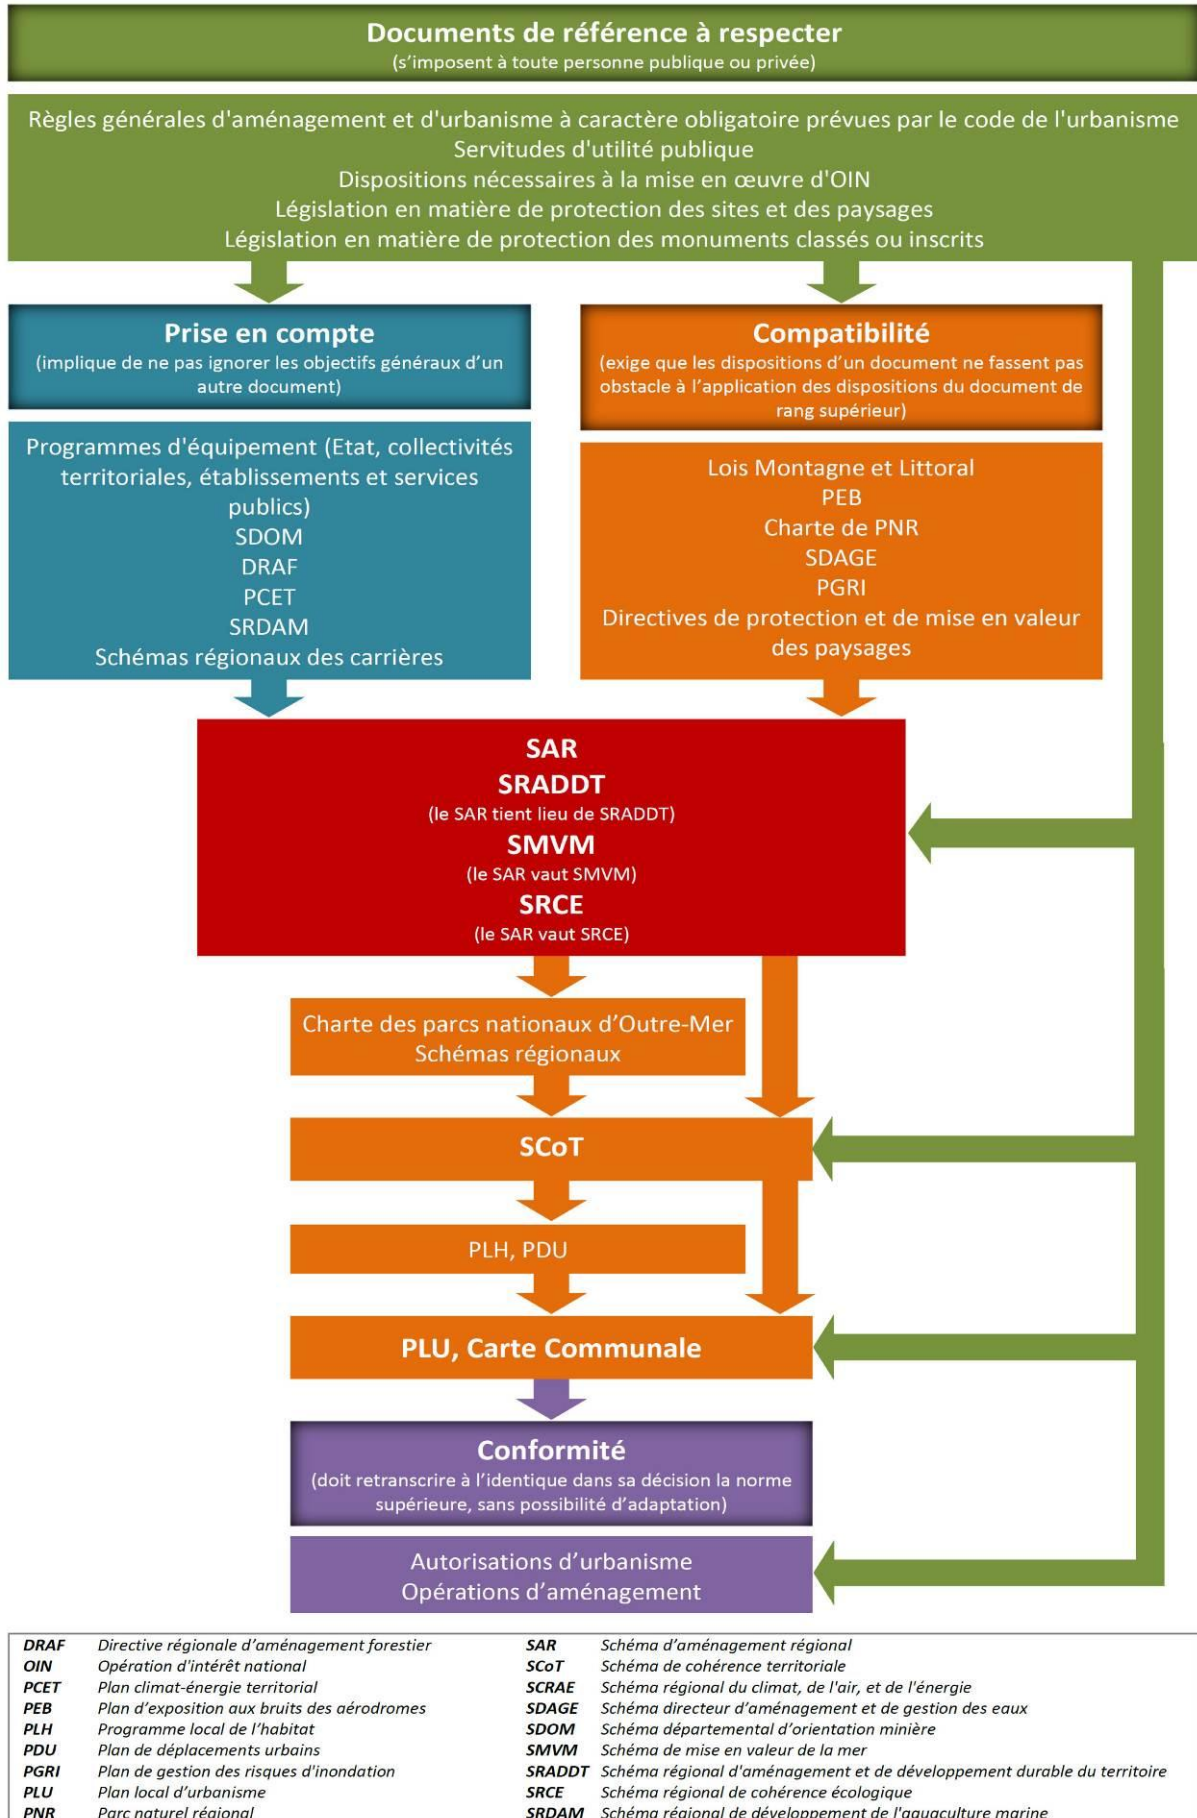 Documents de référence à respecter
(s'imposent à toute personne publique ou privée)
Règles générales d'aménagement et d'urbanisme à caractère obligatoire prévues par le code de l'urbanisme
Servitudes d'utilité publique
Dispositions nécessaires à la mise en œuvre d'OIN
Législation en matière de protection des sites et des paysages
Législation en matière de protection des monuments classés ou inscrits
Prise en compte
(implique de ne pas ignorer les objectifs généraux d'un
autre document)
Programmes d'équipement (Etat, collectivités
territoriales, établissements et services
publics)
SDOM
DRAF
PCET
SRDAM
Schémas régionaux des carrières
Compatibilité
(exige que les dispositions d'un document ne fassent pas
obstacle à l'application des dispositions du document de
rang supérieur)
Lois Montagne et Littoral
PEB
Charte de PNR
SDAGE
PGRI
Directives de protection et de mise en valeur
des paysages
SAR
SRADDT
(le SAR tient lieu de SRADDT)
SMVM
(le SAR vaut SMVM)
SRCE
(le SAR vaut SRCE)
Charte des parcs nationaux d'Outre-Mer
Schémas régionaux
SCoT
PLH, PDU
PLU, Carte Communale
Conformité
(doit retranscrire à l'identique dans sa décision la norme
supérieure, sans possibilité d'adaptation)
Autorisations d'urbanisme
Opérations d'aménagement
DRAF Directive régionale d'aménagement forestier
OIN Opération d'intérêt national
PCET Plan climat-énergie territorial
PEB Plan d'exposition aux bruits des aérodromes
PLH Programme local de l'habitat
PDU Plan de déplacements urbains
PGRI Plan de gestion des risques d'inondation
PLU Plan local d'urbanisme
PNR Parc naturel régional
SAR Schéma d'aménagement régional
SCoT Schéma de cohérence territoriale
SCRAE Schéma régional du climat, de l'air, et de l'énergie
SDAGE Schéma directeur d'aménagement et de gestion des eaux
SDOM Schéma départemental d'orientation minière
SMVM Schéma de mise en valeur de la mer
SRADDT Schéma régional d'aménagement et de développement durable du territoire
SRCE Schéma régional de cohérence écologique
SRDAM Schéma régional de développement de l'aquaculture marine